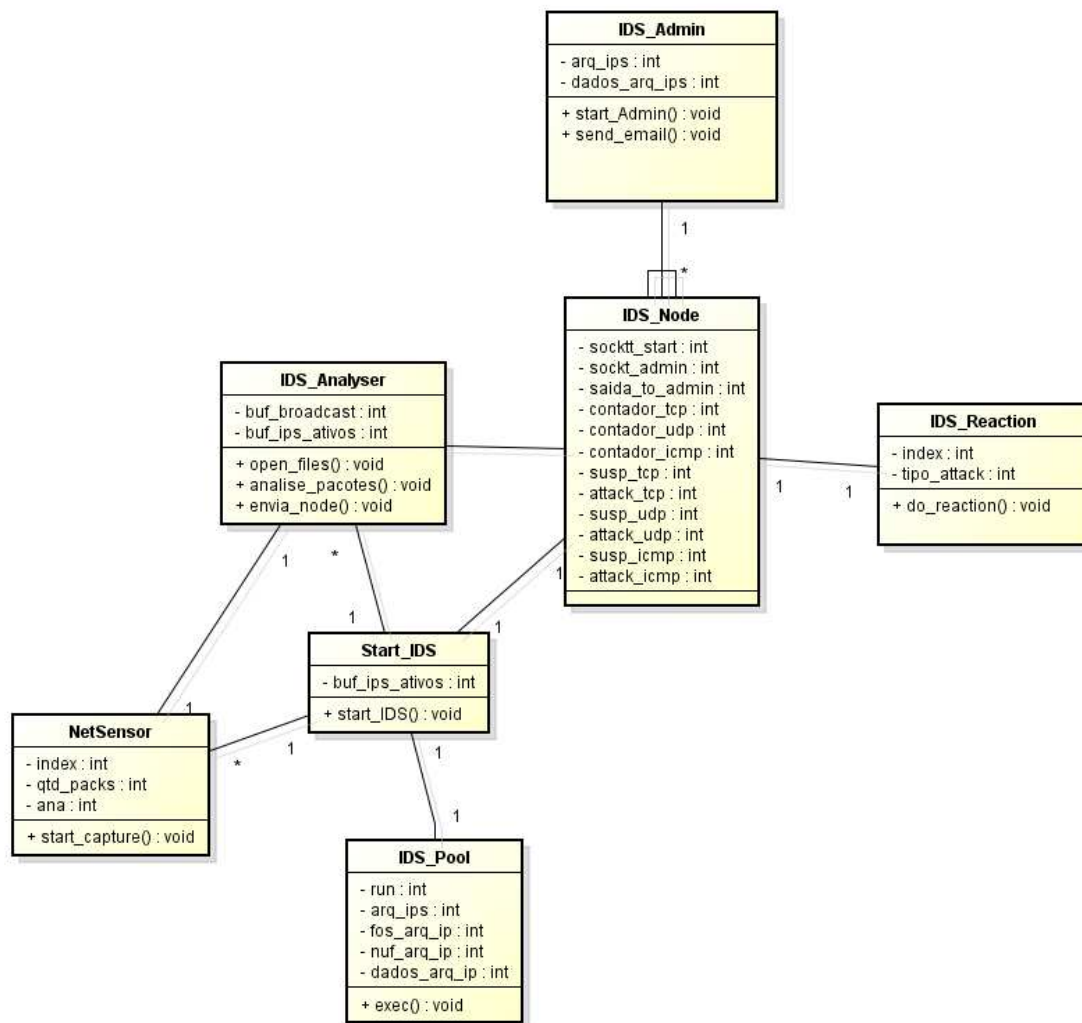 IDS_Admin
- arq_ips : int
- dados_arq_ips : int
+ start_Admin() : void
+ send_email() : void
1
*
IDS_Node
- socktt_start : int
- sockt_admin : int
- saida_to_admin : int
- contador_tcp : int
- contador_udp : int
- contador_icmp : int
- susp_tcp : int
- attack_tcp : int
- susp_udp : int
- attack_udp : int
- susp_icmp : int
- attack_icmp : int
IDS_Analyser
- buf_broadcast : int
- buf_ips_ativos : int
+ open_files() : void
+ analise_pacotes() : void
+ envia_node() : void
IDS_Reaction
- index : int
- tipo_attack : int
+ do_reaction() : void
1
1
1
*
1
1
1
Start_IDS
- buf_ips_ativos : int
+ start_IDS() : void
1
NetSensor
- index : int
- qtd_packs : int
- ana : int
+ start_capture() : void
*
1
1
1
IDS_Pool
- run : int
- arq_ips : int
- fos_arq_ip : int
- nuf_arq_ip : int
- dados_arq_ip : int
+ exec() : void